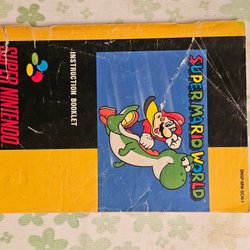 SUPER MARIO WORLD
INSTRUCTION BOOKLET
SUPER NINTENDO